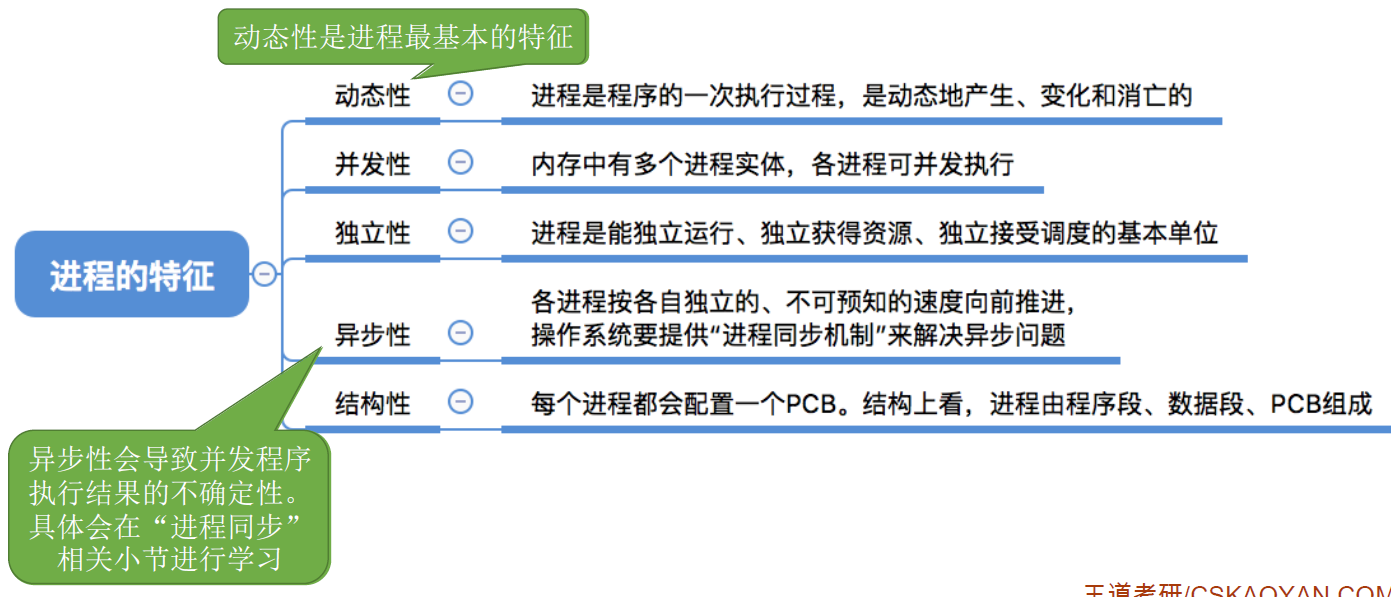 动态性是进程最基本的特征
动态性
进程是程序的一次执行过程，是动态地产生、变化和消亡的
并发性
内存中有多个进程实体，各进程可并发执行
独立性
进程是能独立运行、独立获得资源、独立接受调度的基本单位
进程的特征
异步性
各进程按各自独立的、不可预知的速度向前推进，
操作系统要提供“进程同步机制”来解决异步问题
结构性
每个进程都会配置一个PCB。结构上看，进程由程序段、数据段、PCB组成
异步性会导致并发程序
执行结果的不确定性。
具体会在“进程同步”
相关小节进行学习
王道考研/CSKAOYAN.COM